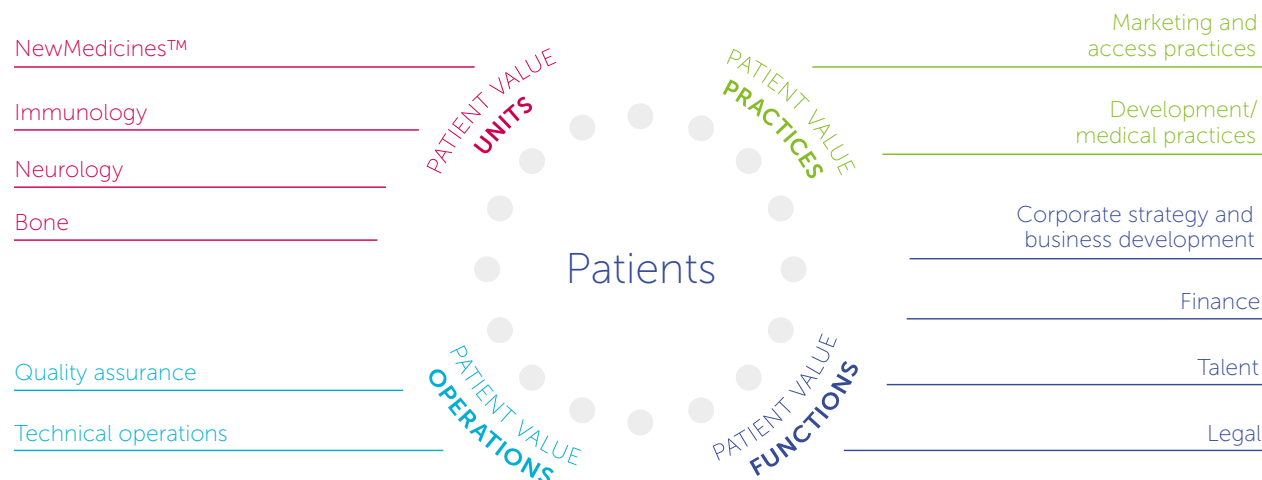 NewMedicines™
Immunology
Neurology
Bone
PATIENT VALUE
UNITS
PATIENT VALUE
PRACTICES
Marketing and
access practices
Development/
medical practices
Patients
Quality assurance
Technical operations
PATIENT VALUE
OPERATIONS
PATIENT VALUE
FUNCTIONS
Corporate strategy and
business development
Finance
Talent
Legal